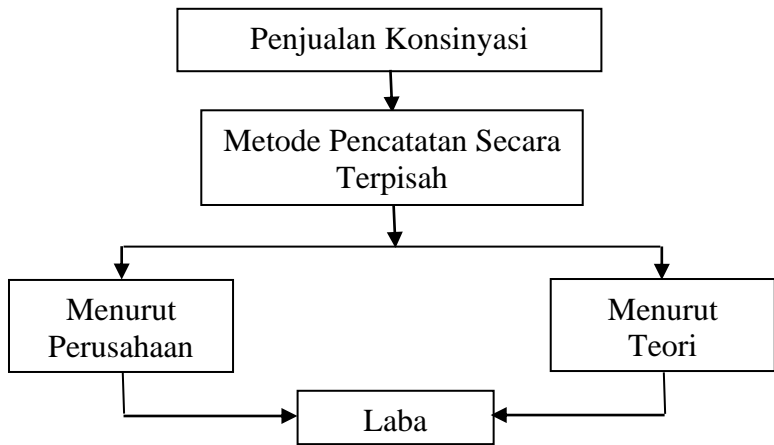 Penjualan Konsinyasi
Metode Pencatatan Secara
Terpisah
Menurut
Perusahaan
Menurut
Teori
Laba